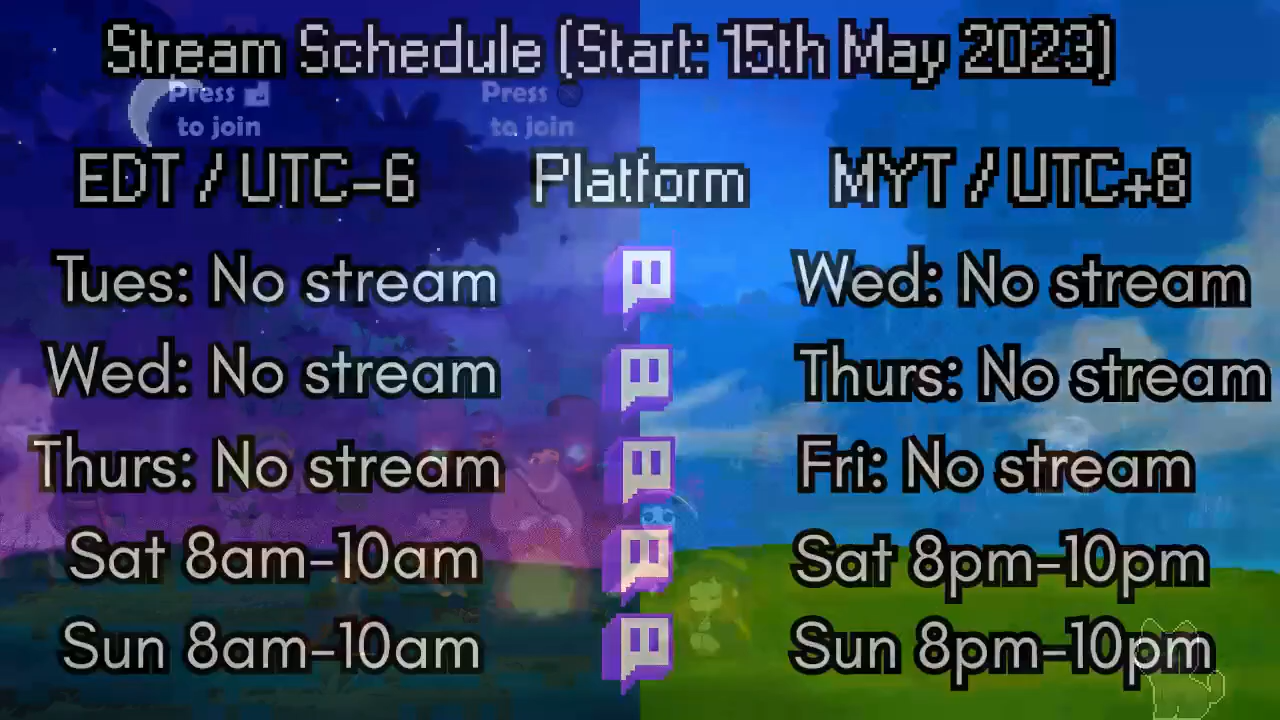 Stream Schedule (Start: 15th May 2023)
Press Press
to join to join
EDT / UTC-6 Platform MYT / UTC+8
Tues: No stream Wed: No stream
Wed: No stream Thurs: No stream
Thurs: No stream Fri: No stream
Sat 8am-10am Sat 8pm-10pm
Sun 8am-10am Sun 8pm-10pm